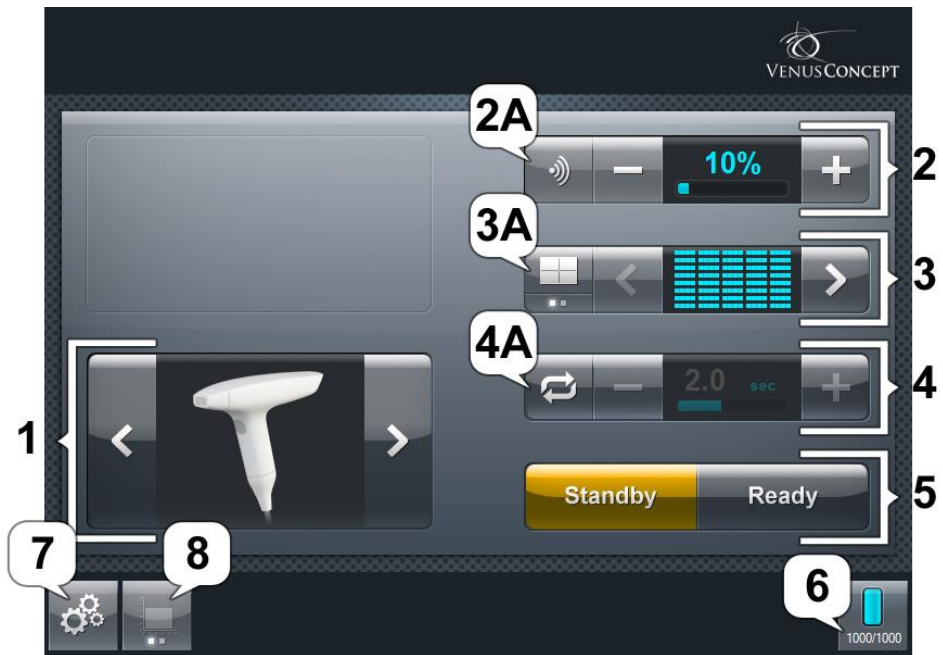 VENUSCONCEPT
2A
10%
2
3A
3
4A
2.0 sec
4
1
Standby
Ready
5
7
8
6
1000/1000